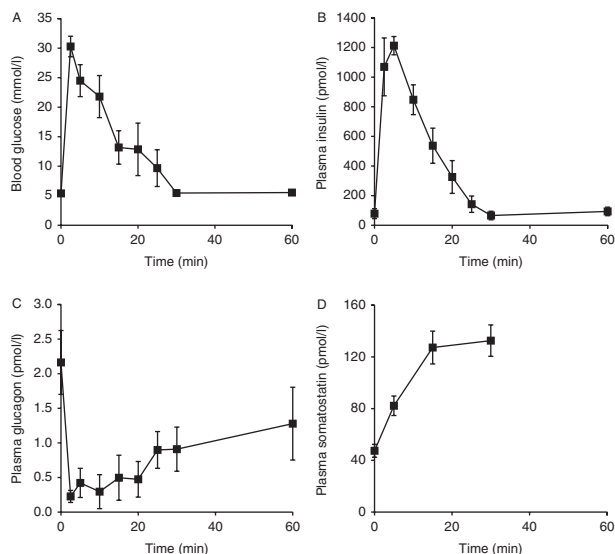 A
Blood glucose (mmol/l)
35
30
25
20
15
10
5
0
0 20 40 60
Time (min)
B
Plasma insulin (pmol/l)
1400
1200
1000
800
600
400
200
0
0 20 40 60
Time (min)
C
Plasma glucagon (pmol/l)
3.0
2.5
2.0
1.5
1.0
0.5
0.0
0 20 40 60
Time (min)
D
Plasma somatostatin (pmol/l)
160
120
80
40
0
0 20 40 60
Time (min)